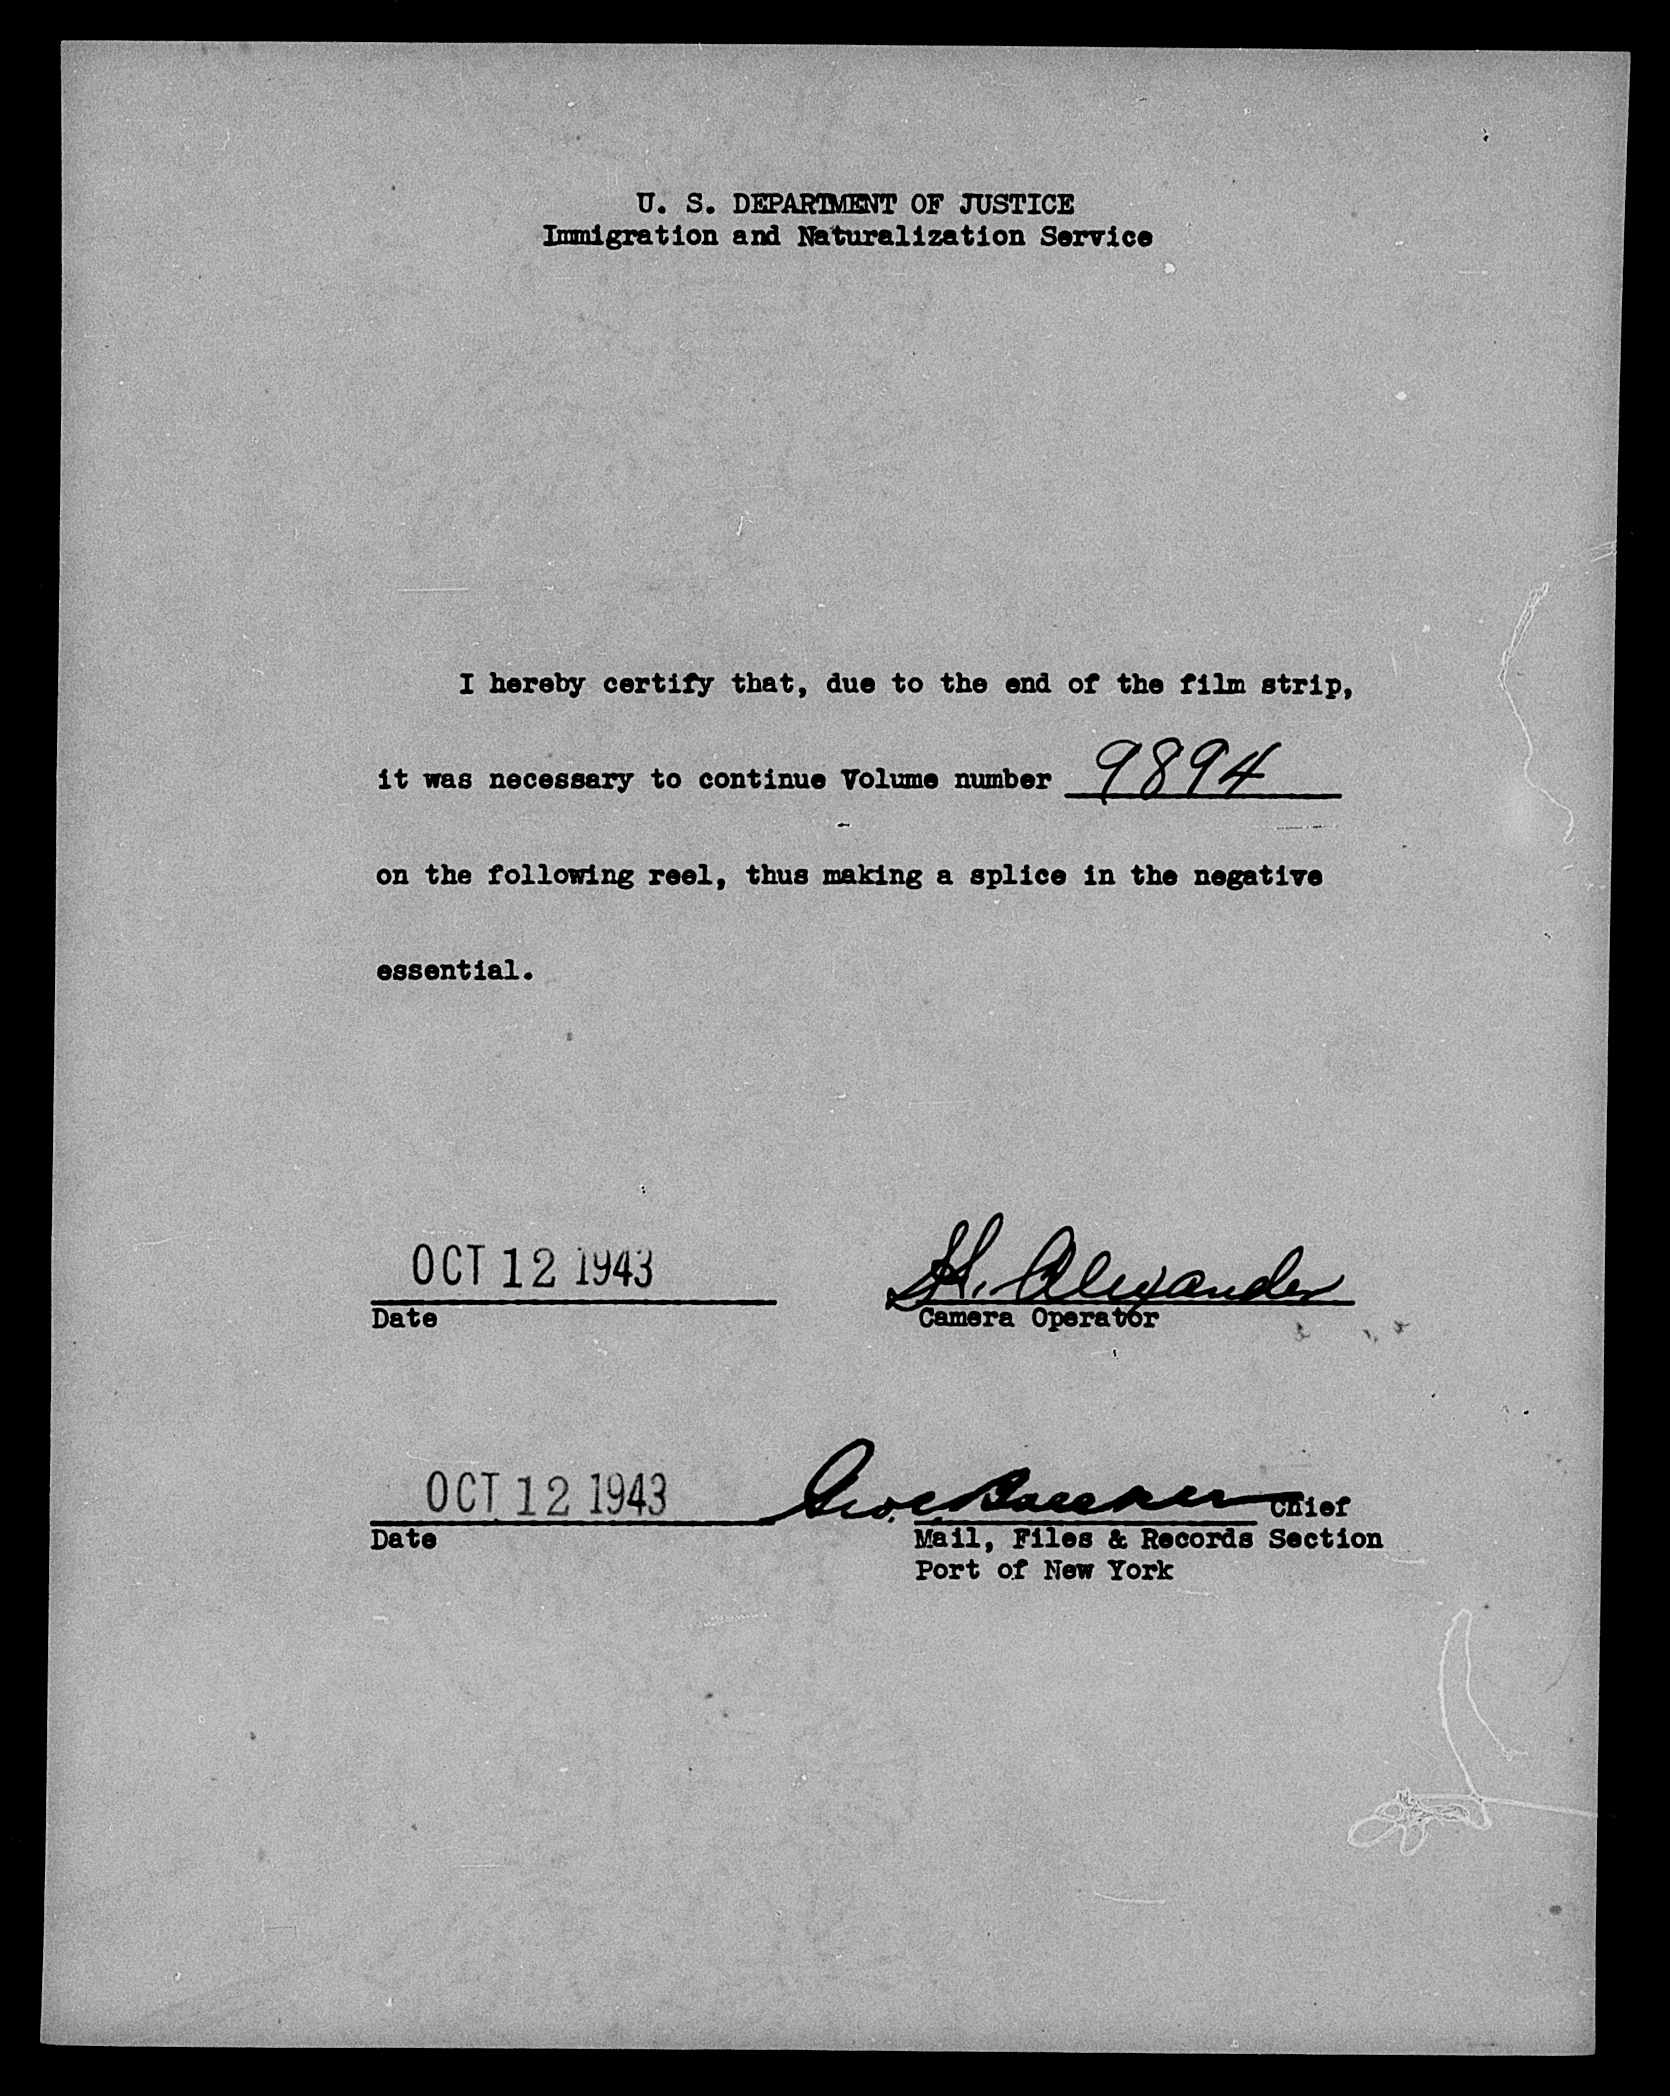 U. S. DEPARTMENT OF JUSTICE
Immigration and Naturalization Service
I hereby certify that, due to the end of the film strip,
it was necessary to continue Volume number 9894
on the following reel, thus making a splice in the negative
essential.
OCT 12 1943 H. Alexander
Date Camera Operator
OCT 12 1943 Geo. Chief
Date Mail, Files & Records Section
Port of New York